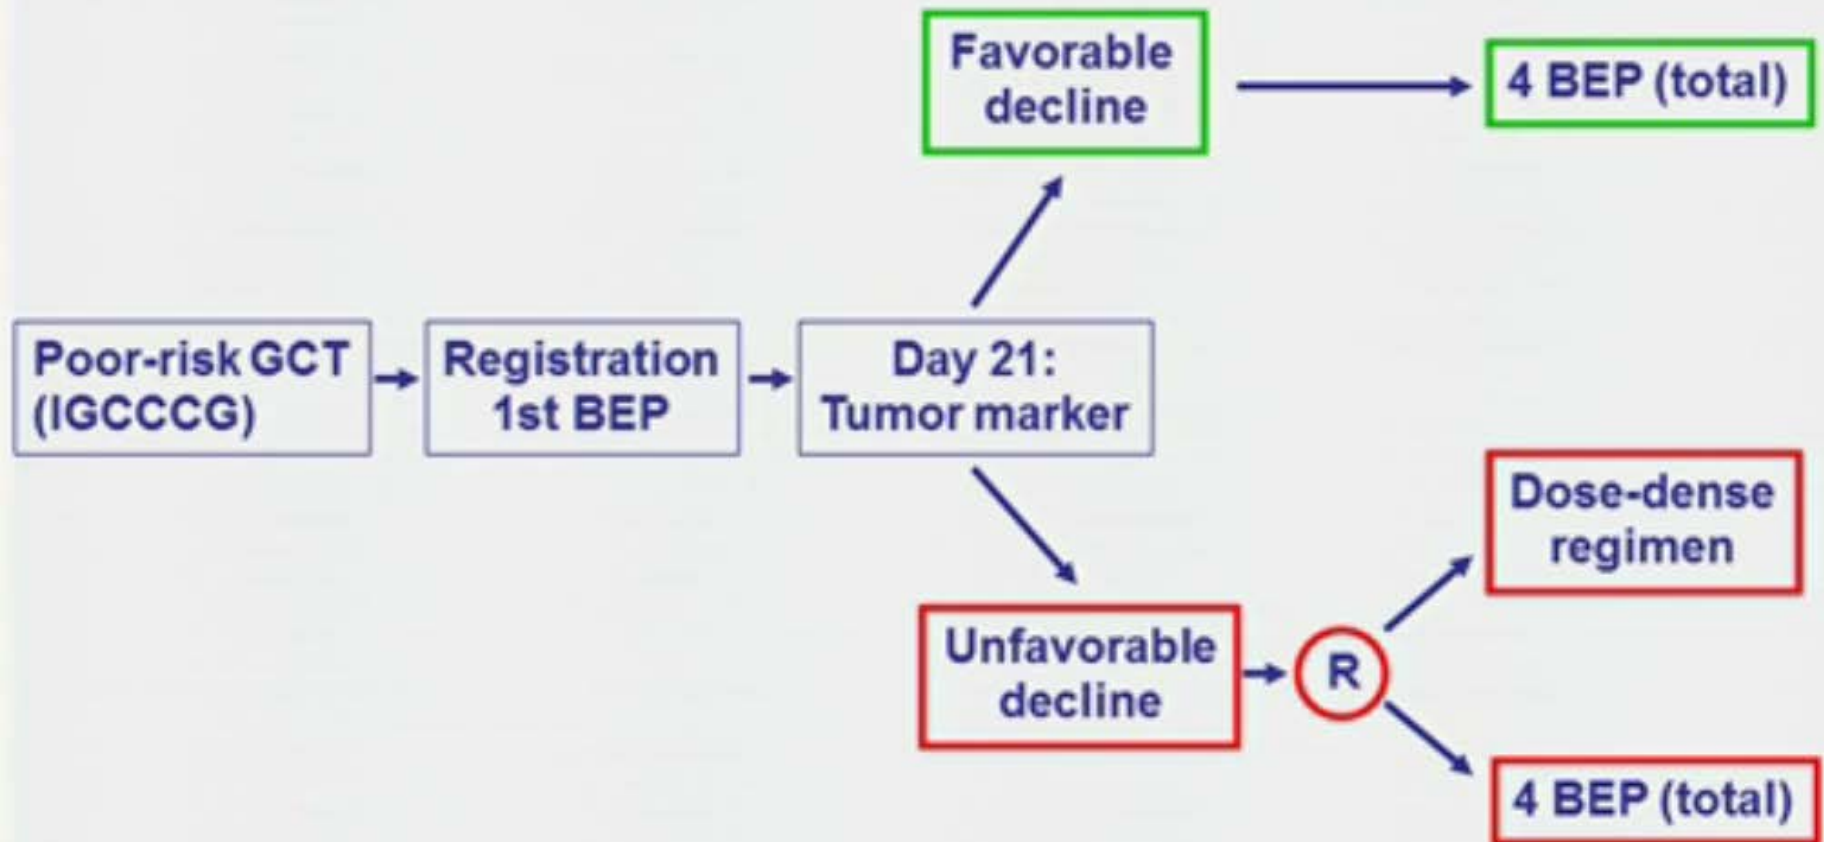 Favorable
decline
4 BEP (total)
Poor-risk GCT
(IGCCCG)
Registration
1st BEP
Day 21:
Tumor marker
Dose-dense
regimen
Unfavorable
decline
R
4 BEP (total)